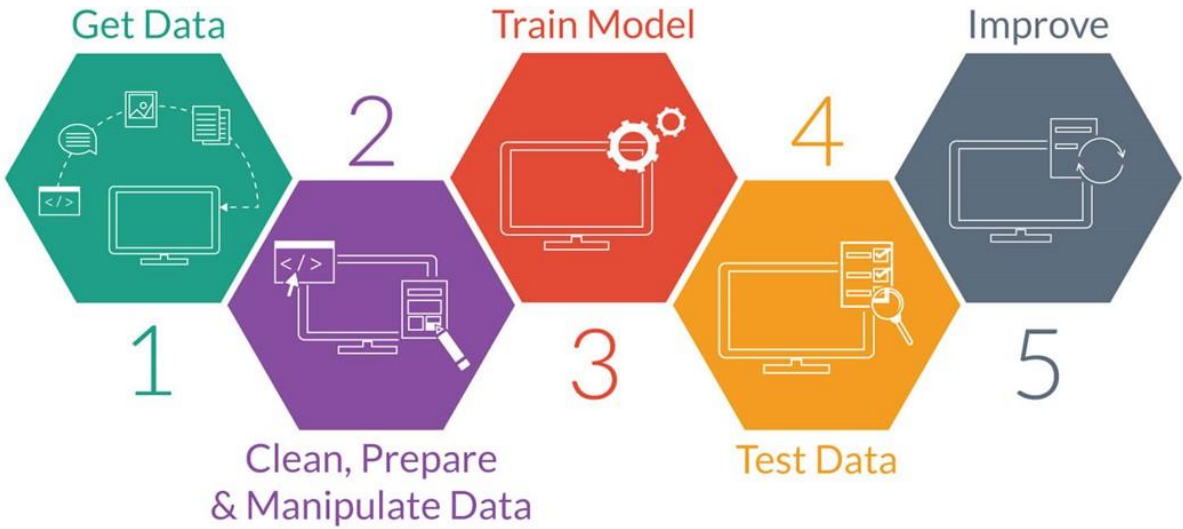 Get Data
1
2
Clean, Prepare
& Manipulate Data
Train Model
3
4
Test Data
Improve
5
</>
</>